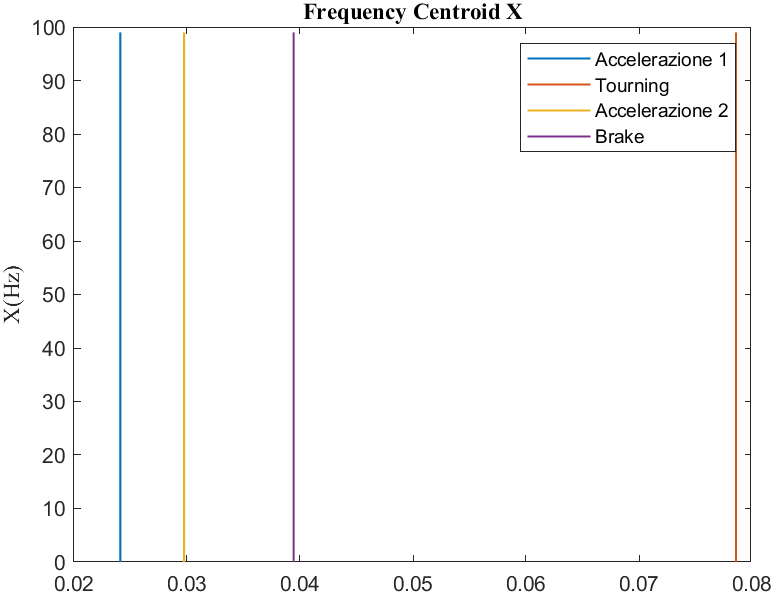 Frequency Centroid X
100
90
80
70
60
50
40
30
20
10
0
X(Hz)
Accelerazione 1
Tourning
Accelerazione 2
Brake
0.02 0.03 0.04 0.05 0.06 0.07 0.08